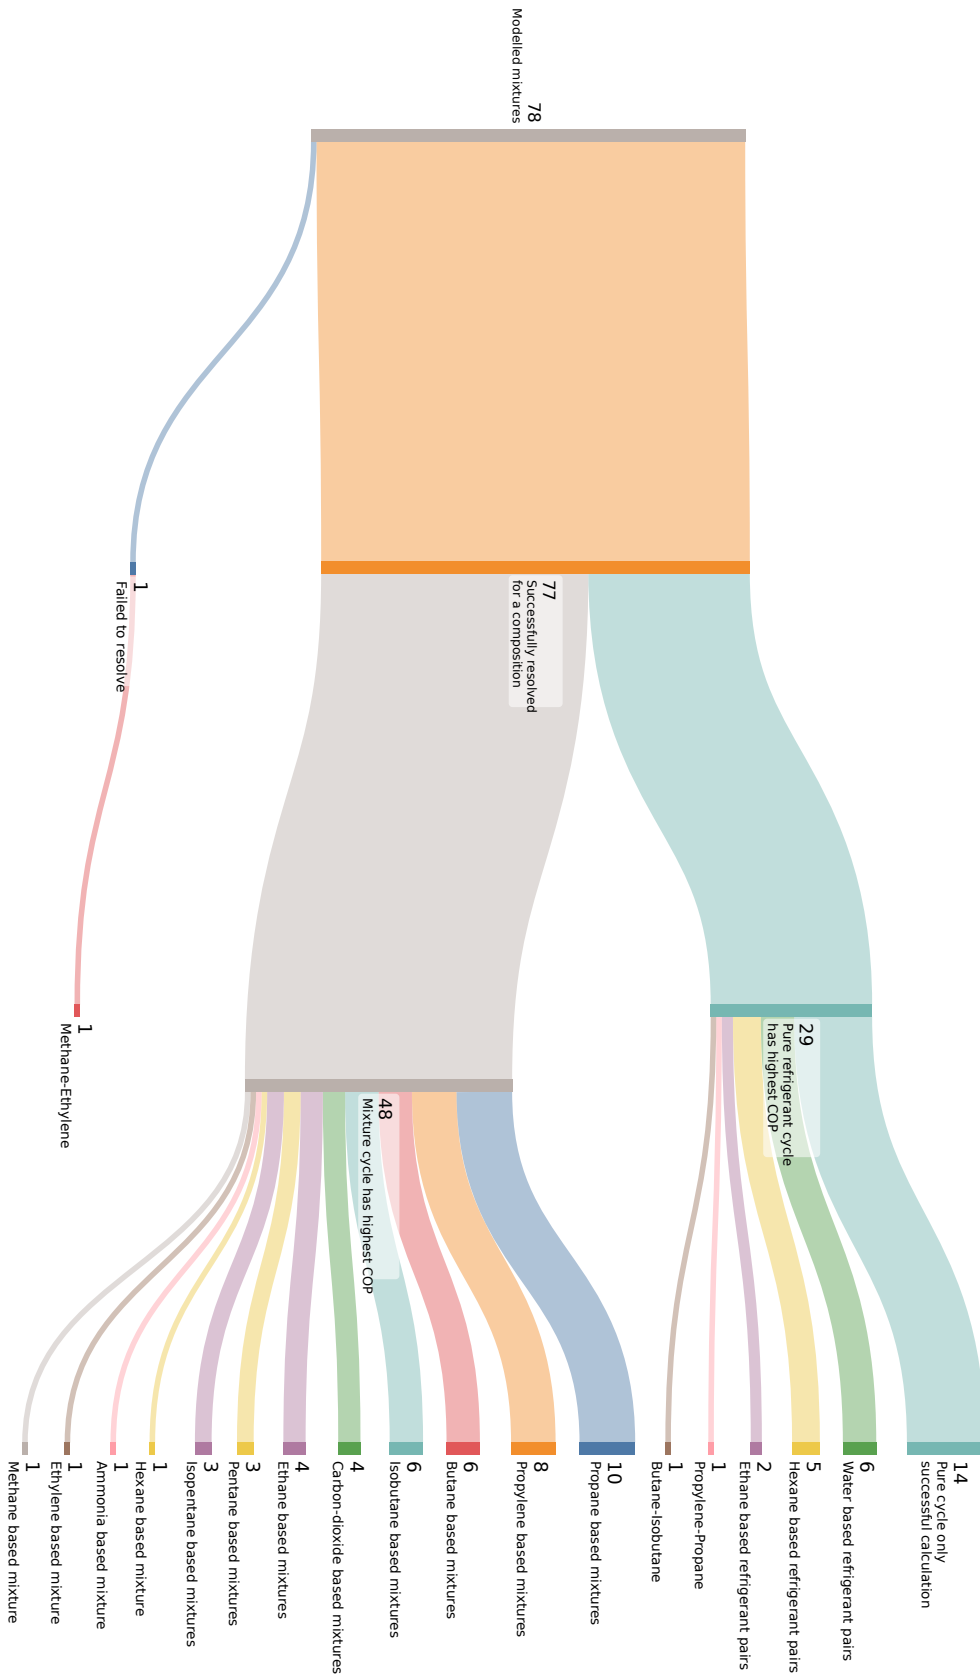 78
Modelled mixtures
77
Successfully resolved
for a composition
1
Failed to resolve
29
Pure refrigerant cycle
has highest COP
48
Mixture cycle has highest COP
1
Methane-Ethylene
14
Pure cycle only
successful calculation
6
Water based refrigerant pairs
5
Hexane based refrigerant pairs
2
Ethane based refrigerant pairs
1
Propylene-Propane
1
Butane-Isobutane
10
Propane based mixtures
8
Propylene based mixtures
6
Butane based mixtures
6
Isobutane based mixtures
4
Carbon-dioxide based mixtures
4
Ethane based mixtures
3
Pentane based mixtures
3
Isopentane based mixtures
1
Hexane based mixture
1
Ammonia based mixture
1
Ethylene based mixture
1
Methane based mixture